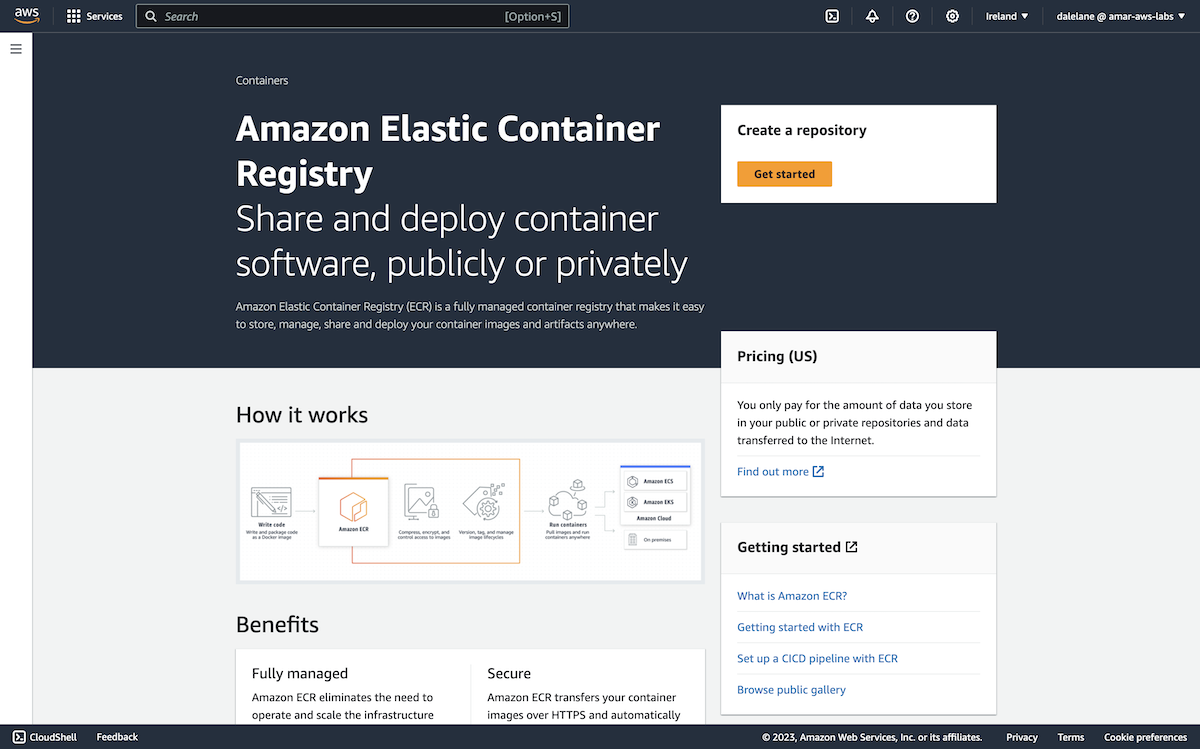 aws
Services
Search
[Option+S]
Ireland
dalelane @ amar-aws-labs
Containers
Amazon Elastic Container
Registry
Share and deploy container
software, publicly or privately
Amazon Elastic Container Registry (ECR) is a fully managed container registry that makes it easy
to store, manage, share and deploy your container images and artifacts anywhere.
Create a repository
Get started
Pricing (US)
You only pay for the amount of data you store
in your public or private repositories and data
transferred to the Internet.
Find out more
How it works
Write code
Write and package code
as a Docker image
Amazon ECR
Compress, encrypt, and
control access to images
Version, tag, and manage
image lifecycles
Run containers
Pull images and run
containers anywhere
Amazon ECS
Amazon EKS
Amazon Cloud
On premises
Getting started
What is Amazon ECR?
Getting started with ECR
Set up a CICD pipeline with ECR
Browse public gallery
Benefits
Fully managed
Amazon ECR eliminates the need to
operate and scale the infrastructure
Secure
Amazon ECR transfers your container
images over HTTPS and automatically
CloudShell
Feedback
© 2023, Amazon Web Services, Inc. or its affiliates.
Privacy
Terms
Cookie preferences